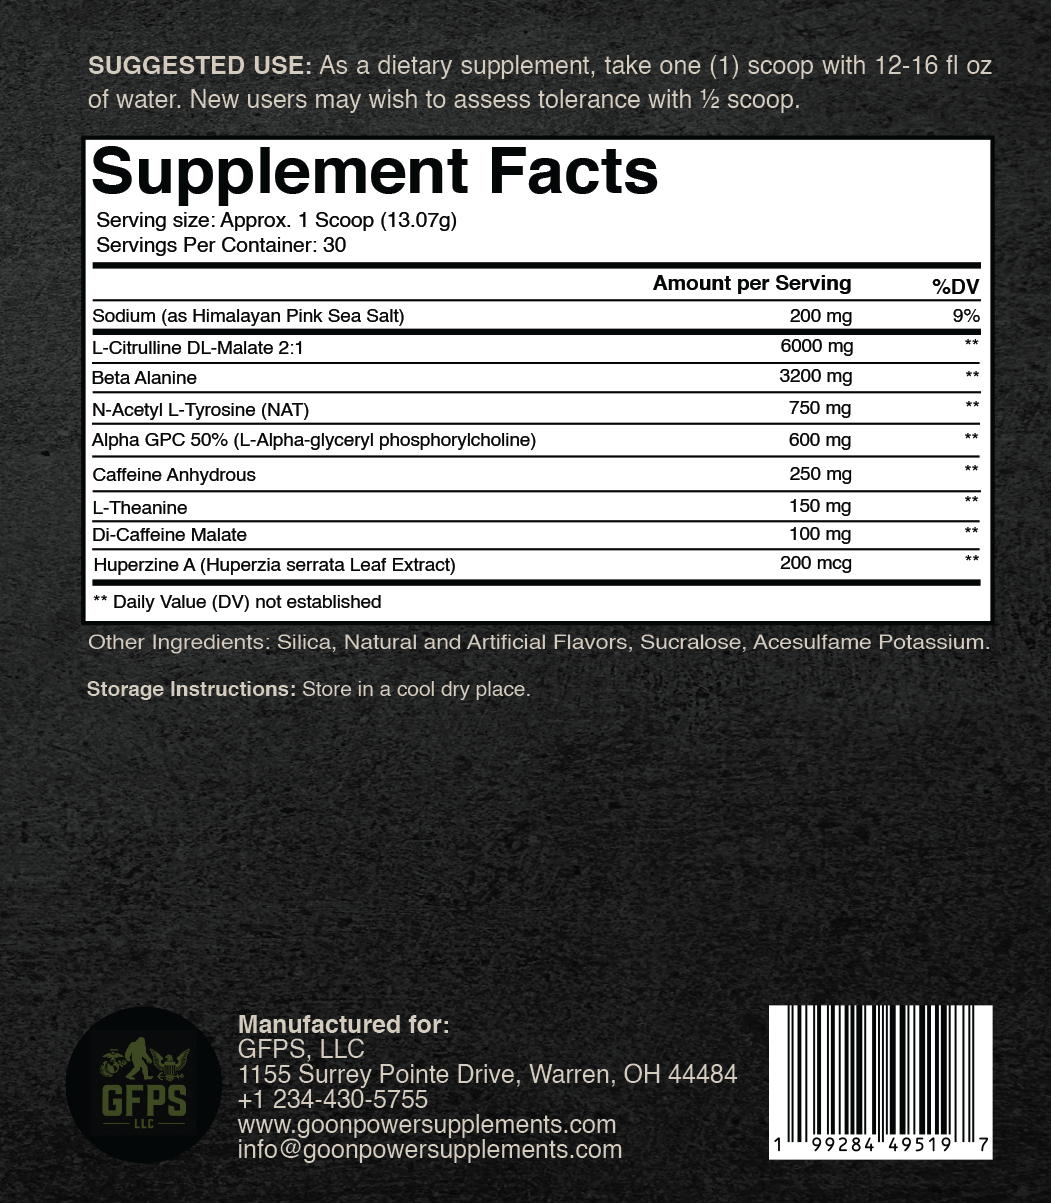 SUGGESTED USE: As a dietary supplement, take one (1) scoop with 12-16 fl oz
of water. New users may wish to assess tolerance with ½ scoop.
Supplement Facts
Serving size: Approx. 1 Scoop (13.07g)
Servings Per Container: 30
Amount per Serving %DV
Sodium (as Himalayan Pink Sea Salt) 200 mg 9%
L-Citrulline DL-Malate 2:1 6000 mg **
Beta Alanine 3200 mg **
N-Acetyl L-Tyrosine (NAT) 750 mg **
Alpha GPC 50% (L-Alpha-glyceryl phosphorylcholine) 600 mg **
Caffeine Anhydrous 250 mg **
L-Theanine 150 mg **
Di-Caffeine Malate 100 mg **
Huperzine A (Huperzia serrata Leaf Extract) 200 mcg **
** Daily Value (DV) not established
Other Ingredients: Silica, Natural and Artificial Flavors, Sucralose, Acesulfame Potassium.
Storage Instructions: Store in a cool dry place.
GFPS
LLC
Manufactured for:
GFPS, LLC
1155 Surrey Pointe Drive, Warren, OH 44484
+1 234-430-5755
www.goonpowersupplements.com
info@goonpowersupplements.com
1 99284 49519 7